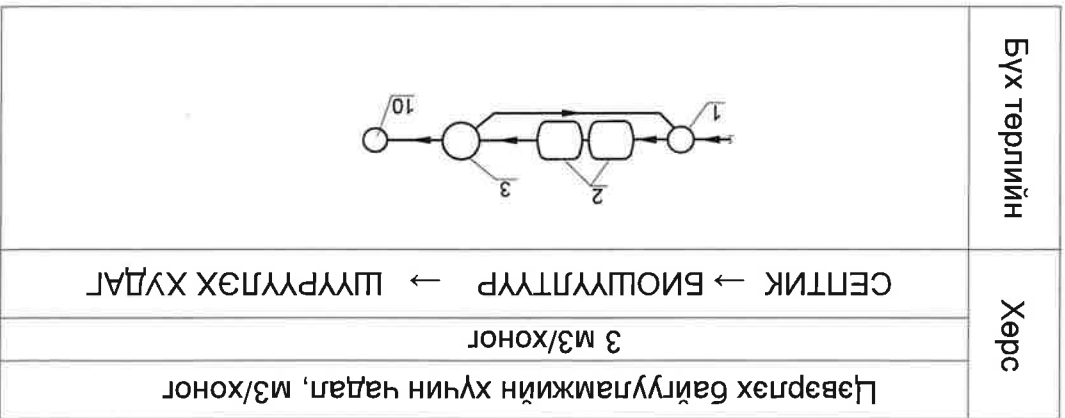 Хөрс
Цэвэрлэх байгууламжийн хүчин чадал, м3/хоног
3 м3/хоног
СЕПТИК → БИОШҮҮЛТҮҮР → ШҮҮРҮҮЛЭХ ХУДАГ
Бүх төрлийн
1
2
3
10